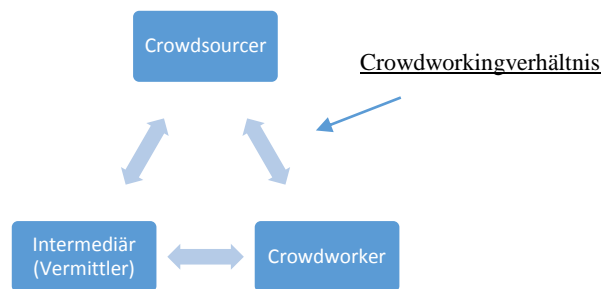 Crowdsourcer
Crowdworkingverhältnis
Intermediär
(Vermittler)
Crowdworker